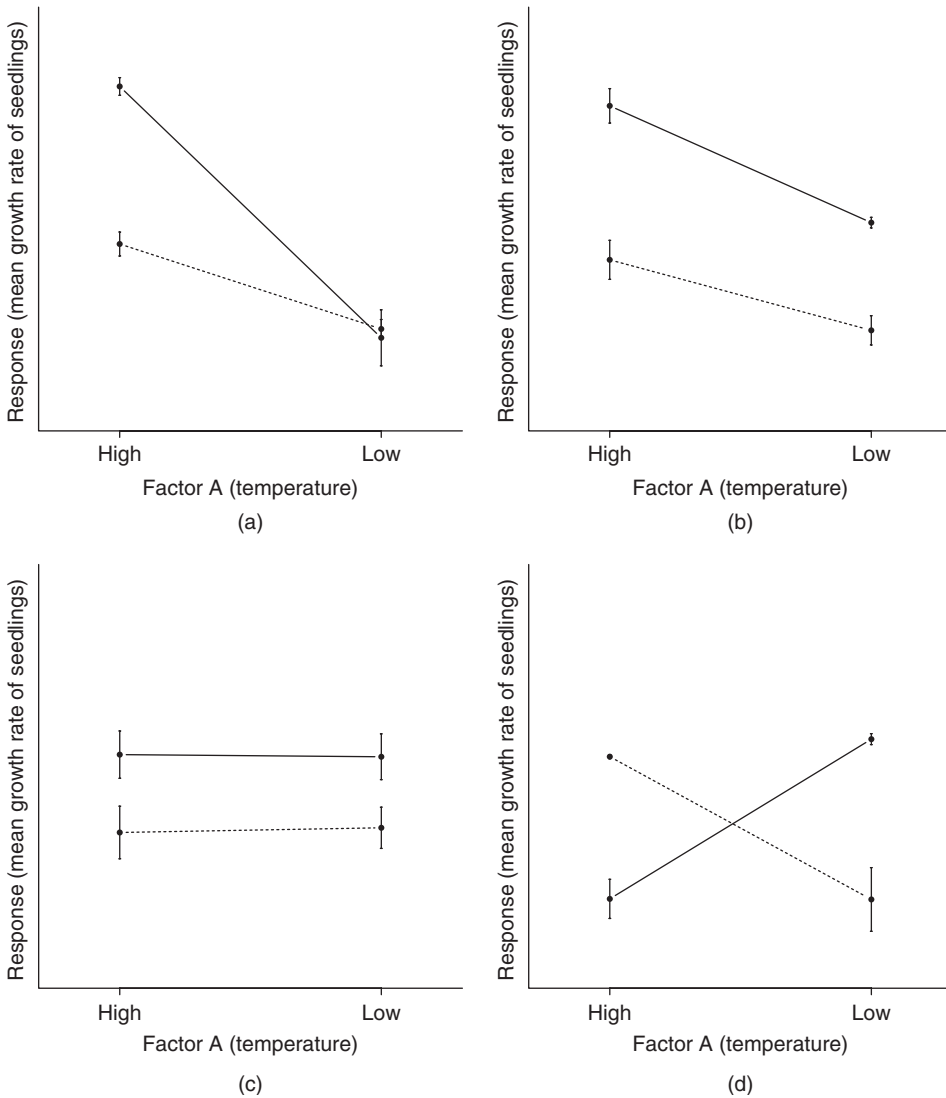 Response (mean growth rate of seedlings)
High
Low
Factor A (temperature)
(a)
Response (mean growth rate of seedlings)
High
Low
Factor A (temperature)
(b)
Response (mean growth rate of seedlings)
High
Low
Factor A (temperature)
(c)
Response (mean growth rate of seedlings)
High
Low
Factor A (temperature)
(d)